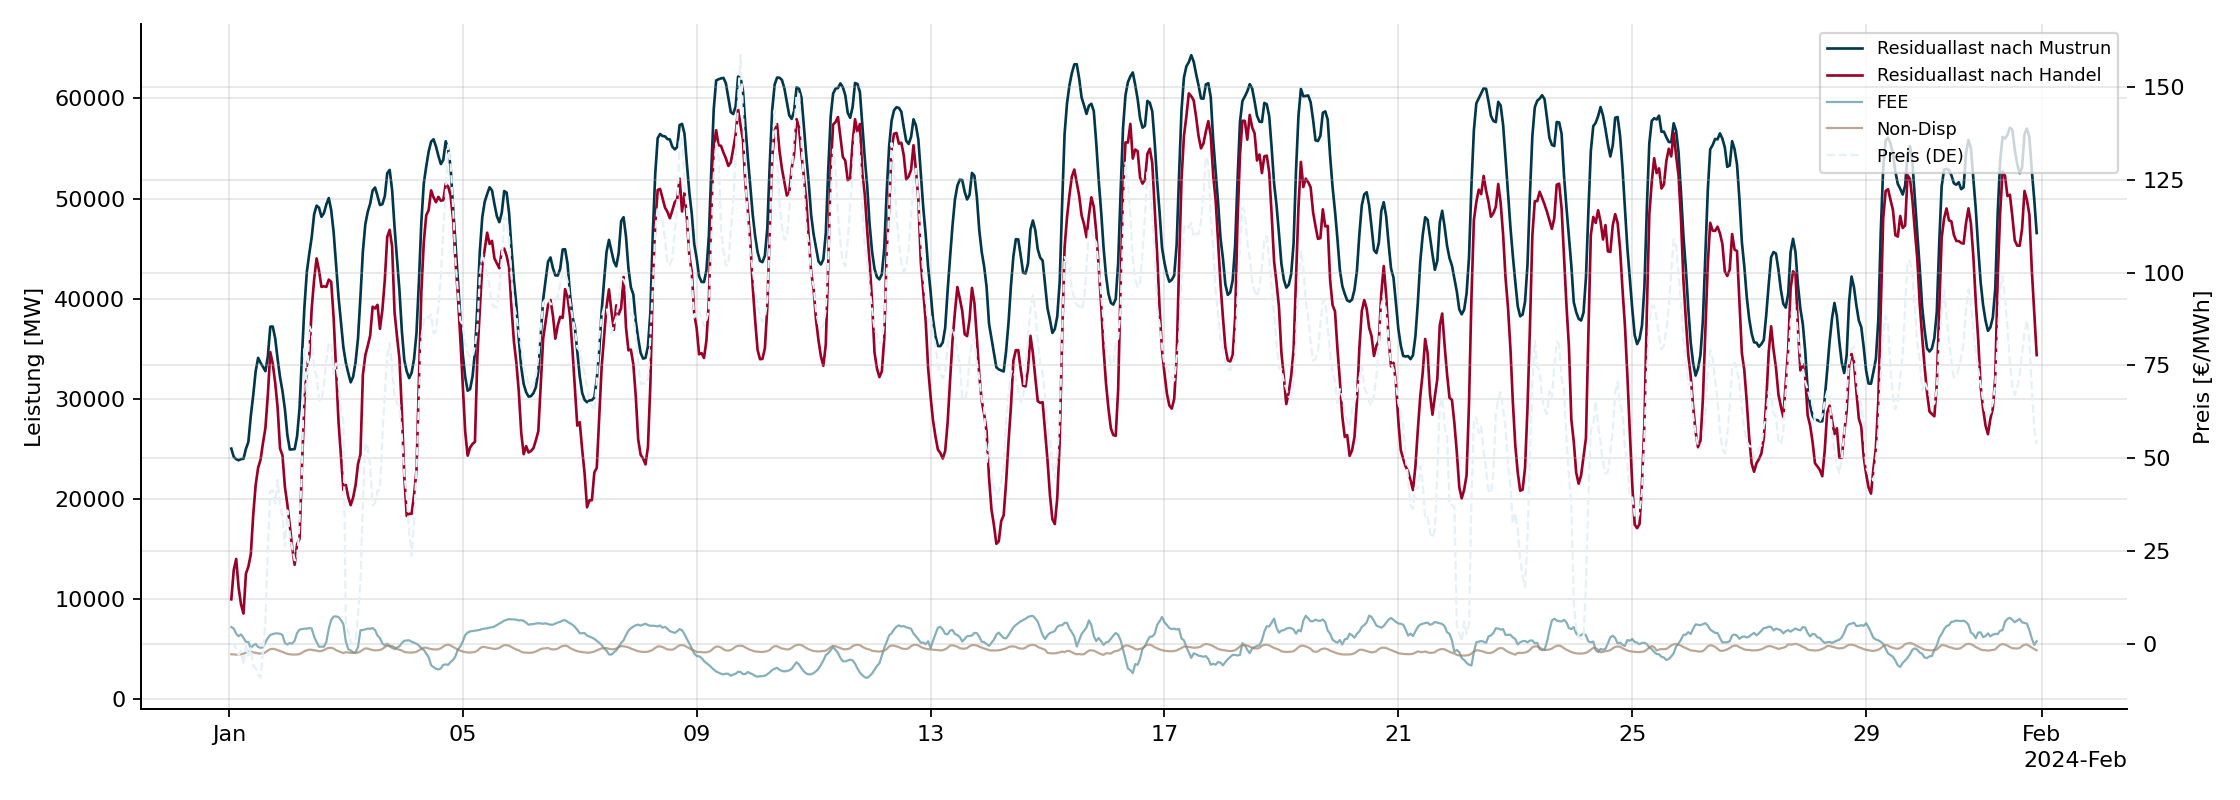 Residuallast nach Mustrun
Residuallast nach Handel
FEE
Non-Disp
Preis (DE)
Leistung [MW]
60000
50000
40000
30000
20000
10000
0
Preis [€/MWh]
150
125
100
75
50
25
0
Jan 05 09 13 17 21 25 29 Feb
2024-Feb